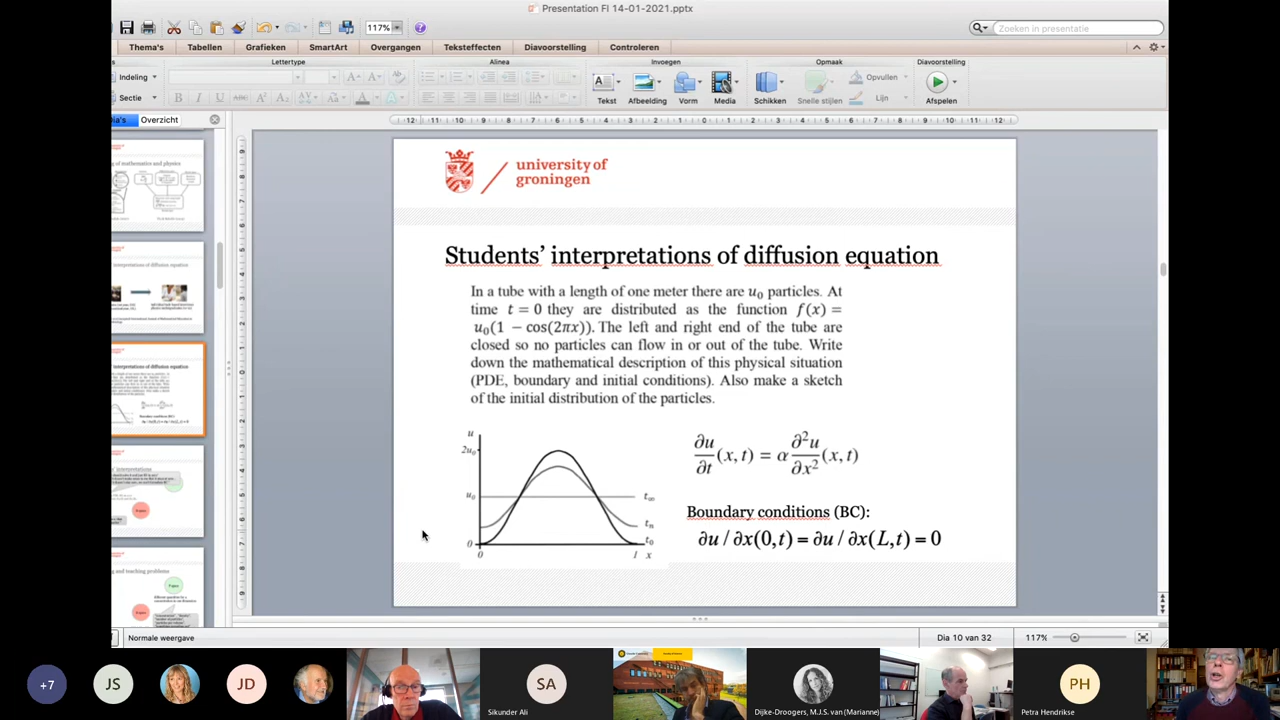 Presentation FI 14-01-2021.pptx
117%
Zoeken in presentatie
Thema's Tabellen Grafieken SmartArt Overgangen Teksteffecten Diavoorstelling Controleren
Lettertype Alinea Invoegen Opmaak Diavoorstelling
Indeling
Sectie
Tekst Afbeelding Vorm Media Schikken Snelle stijlen Opvullen Lijn Afspelen
Overzicht
university of
groningen
Students' interpretations of diffusion equation
In a tube with a length of one meter there are u₀ particles. At
time t = 0 they are distributed as the function f(x) =
u₀(1 − cos(2πx)). The left and right end of the tube are
closed so no particles can flow in or out of the tube. Write
down the mathematical description of this physical situation
(PDE, boundary and initial conditions). Also make a sketch
of the initial distribution of the particles.
u
2u₀
u₀
0
0
l x
t∞
tₙ
t₀
∂u/∂t (x, t) = α ∂²u/∂x² (x, t)
Boundary conditions (BC):
∂u / ∂x(0,t) = ∂u / ∂x(L,t) = 0
Normale weergave
Dia 10 van 32
117%
+7 JS JD SA PH
Sikunder Ali
Dijke-Droogers, M.J.S. van (Marianne)
Petra Hendrikse